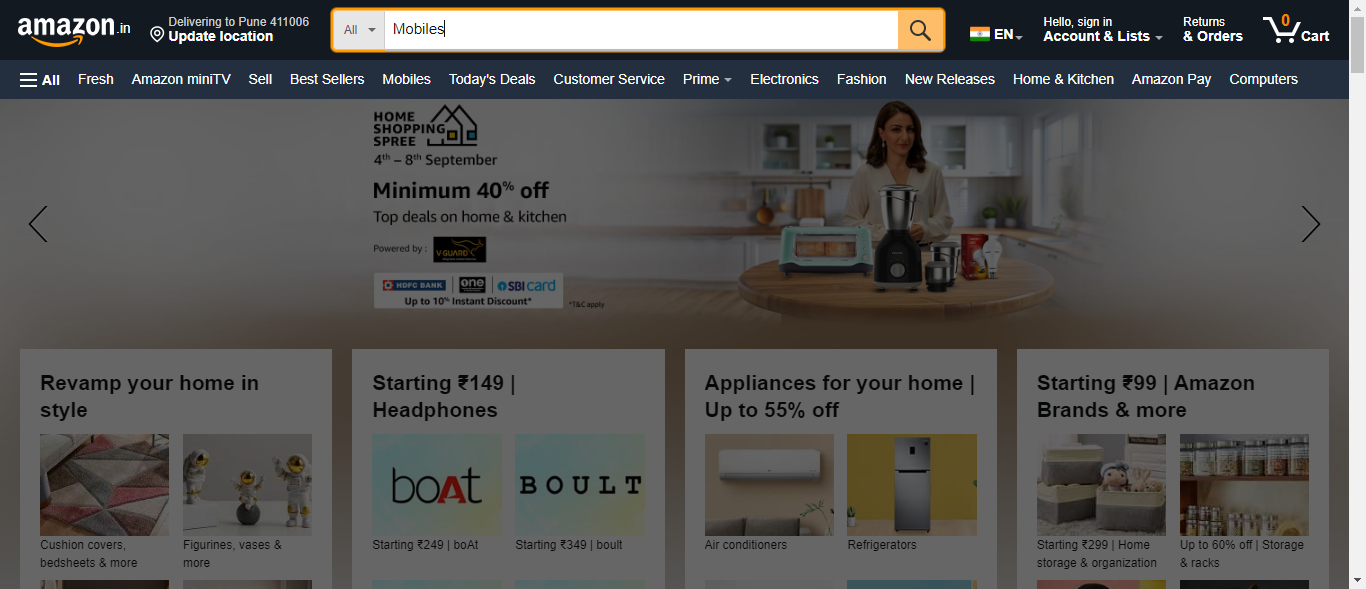 amazon.in
Delivering to Pune 411006
Update location
All
Mobiles
EN
Hello, sign in
Account & Lists
Returns
& Orders
0
Cart
All Fresh Amazon miniTV Sell Best Sellers Mobiles Today's Deals Customer Service Prime Electronics Fashion New Releases Home & Kitchen Amazon Pay Computers
HOME
SHOPPING
SPREE
4th – 8th September
Minimum 40% off
Top deals on home & kitchen
Powered by : V-GUARD
HDFC BANK one SBI card
Up to 10% Instant Discount*
*T&C apply
Revamp your home in
style
Cushion covers,
bedsheets & more
Figurines, vases &
more
Starting ₹149 |
Headphones
boAt
BOULT
Starting ₹249 | boAt
Starting ₹349 | boult
Appliances for your home |
Up to 55% off
Air conditioners
Refrigerators
Starting ₹99 | Amazon
Brands & more
Starting ₹299 | Home
storage & organization
Up to 60% off | Storage
& racks